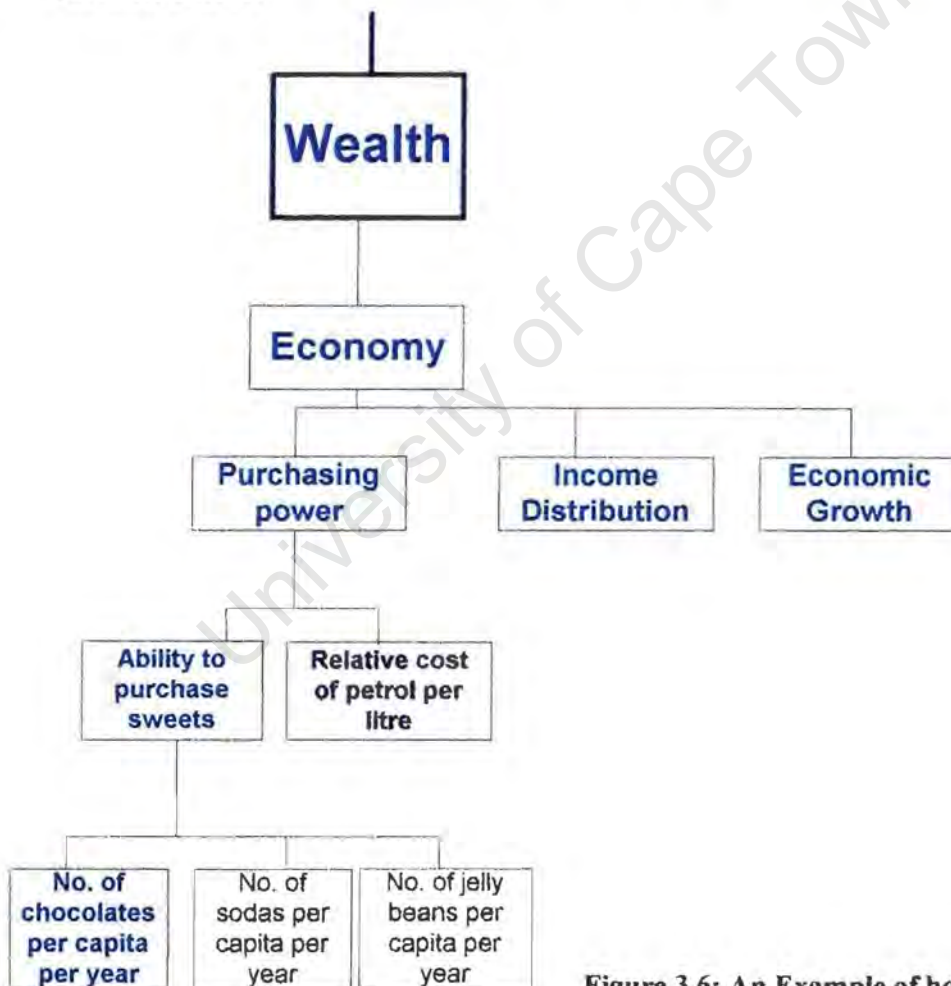 Wealth
Economy
Purchasing
power
Income
Distribution
Economic
Growth
Ability to
purchase
sweets
Relative cost
of petrol per
litre
No. of
chocolates
per capita
per year
No. of
sodas per
capita per
year
No. of jelly
beans per
capita per
year
Figure 3.6: An Example of
University of Cape Town